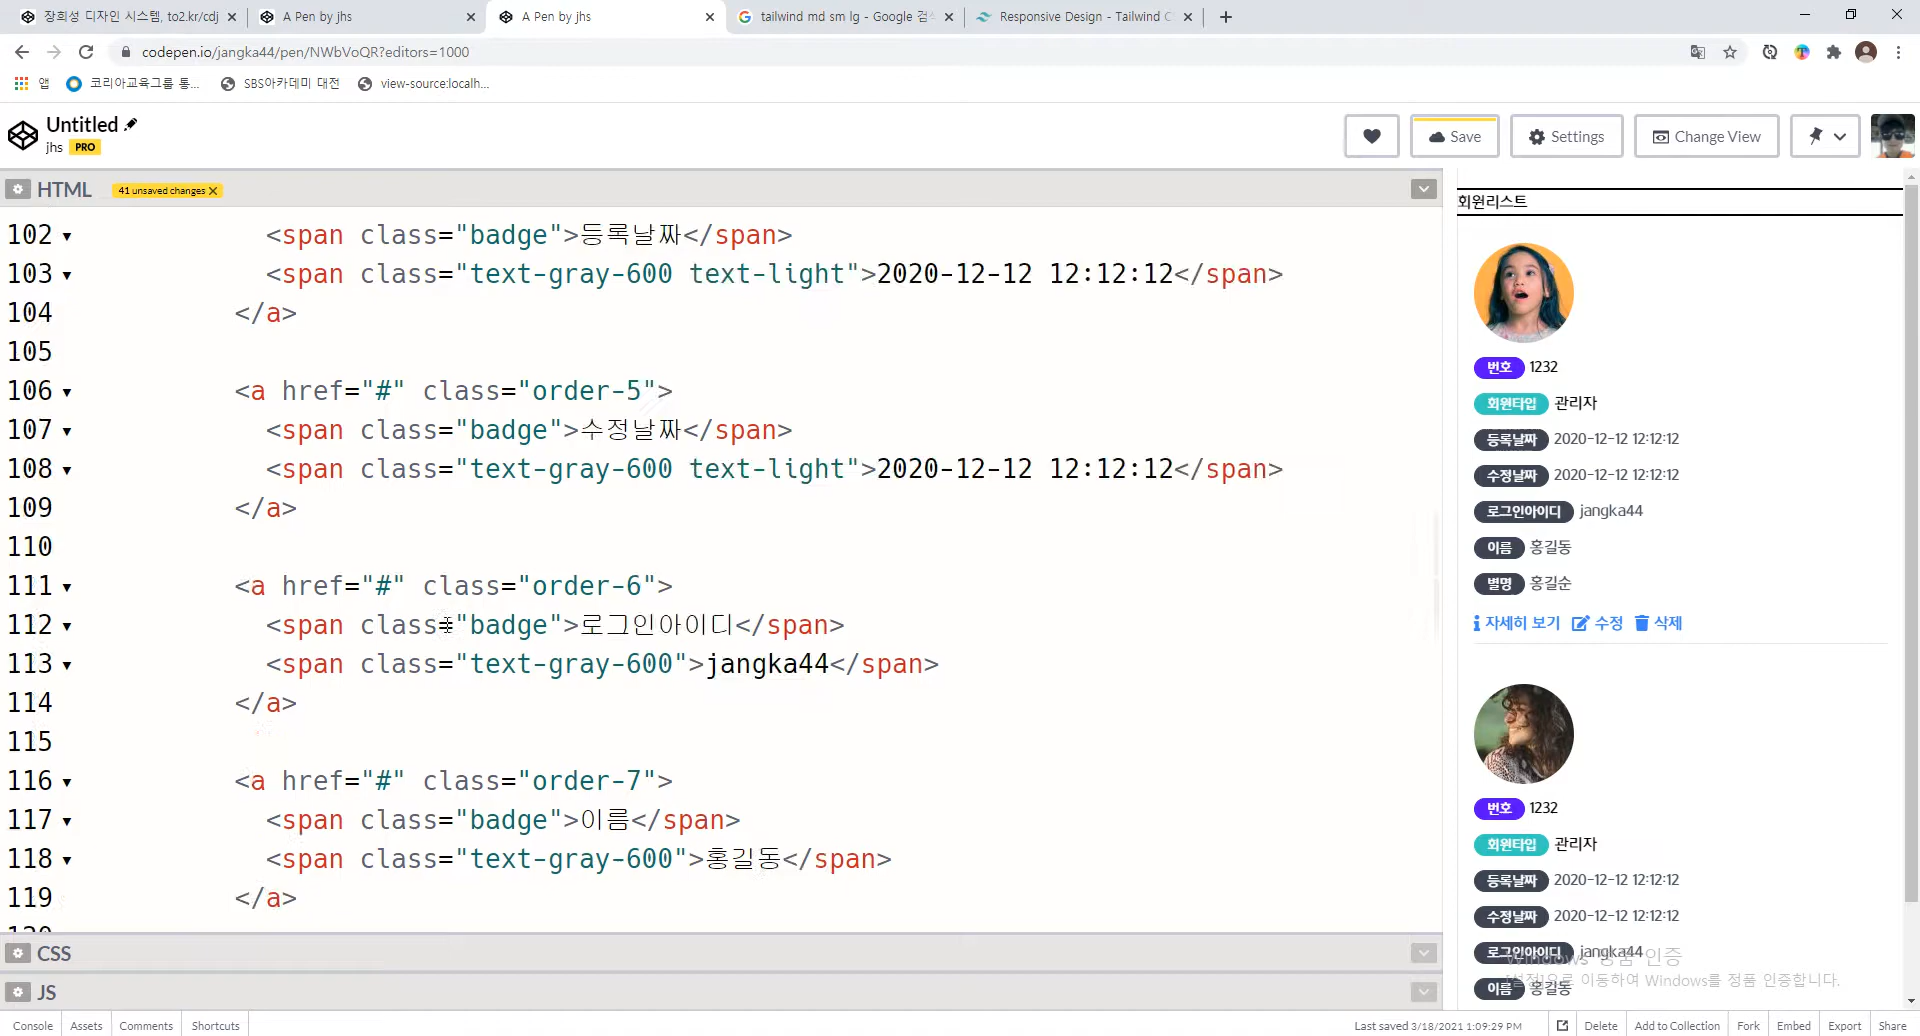 장희성 디자인 시스템, to2.kr/cdj
A Pen by jhs
A Pen by jhs
tailwind md sm lg - Google 검색
Responsive Design - Tailwind C
codepen.io/jangka44/pen/NWbVoQR?editors=1000
앱
코리아교육그룹 통...
SBS아카데미 대전
view-source:localh...
Untitled
jhs PRO
Save
Settings
Change View
HTML
41 unsaved changes
102 <span class="badge">등록날짜</span>
103 <span class="text-gray-600 text-light">2020-12-12 12:12:12</span>
104 </a>
105
106 <a href="#" class="order-5">
107 <span class="badge">수정날짜</span>
108 <span class="text-gray-600 text-light">2020-12-12 12:12:12</span>
109 </a>
110
111 <a href="#" class="order-6">
112 <span class="badge">로그인아이디</span>
113 <span class="text-gray-600">jangka44</span>
114 </a>
115
116 <a href="#" class="order-7">
117 <span class="badge">이름</span>
118 <span class="text-gray-600">홍길동</span>
119 </a>
120
CSS
JS
회원리스트
번호 1232
회원타입 관리자
등록날짜 2020-12-12 12:12:12
수정날짜 2020-12-12 12:12:12
로그인아이디 jangka44
이름 홍길동
별명 홍길순
자세히 보기 수정 삭제
번호 1232
회원타입 관리자
등록날짜 2020-12-12 12:12:12
수정날짜 2020-12-12 12:12:12
로그인아이디 jangka44
이름 홍길동
Windows 정품 인증
[설정]으로 이동하여 Windows를 정품 인증합니다.
Console
Assets
Comments
Shortcuts
Last saved 3/18/2021 1:09:29 PM
Delete
Add to Collection
Fork
Embed
Export
Share